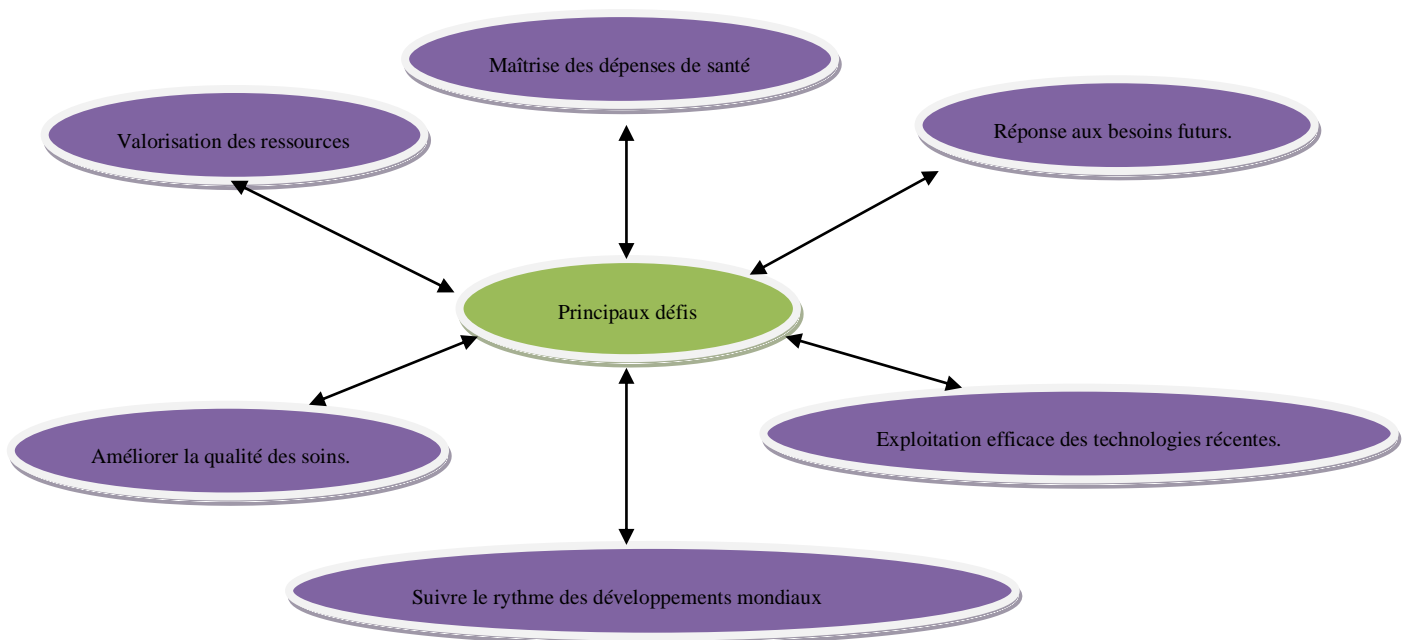 Maîtrise des dépenses de santé
Valorisation des ressources
Réponse aux besoins futurs.
Principaux défis
Améliorer la qualité des soins.
Exploitation efficace des technologies récentes.
Suivre le rythme des développements mondiaux